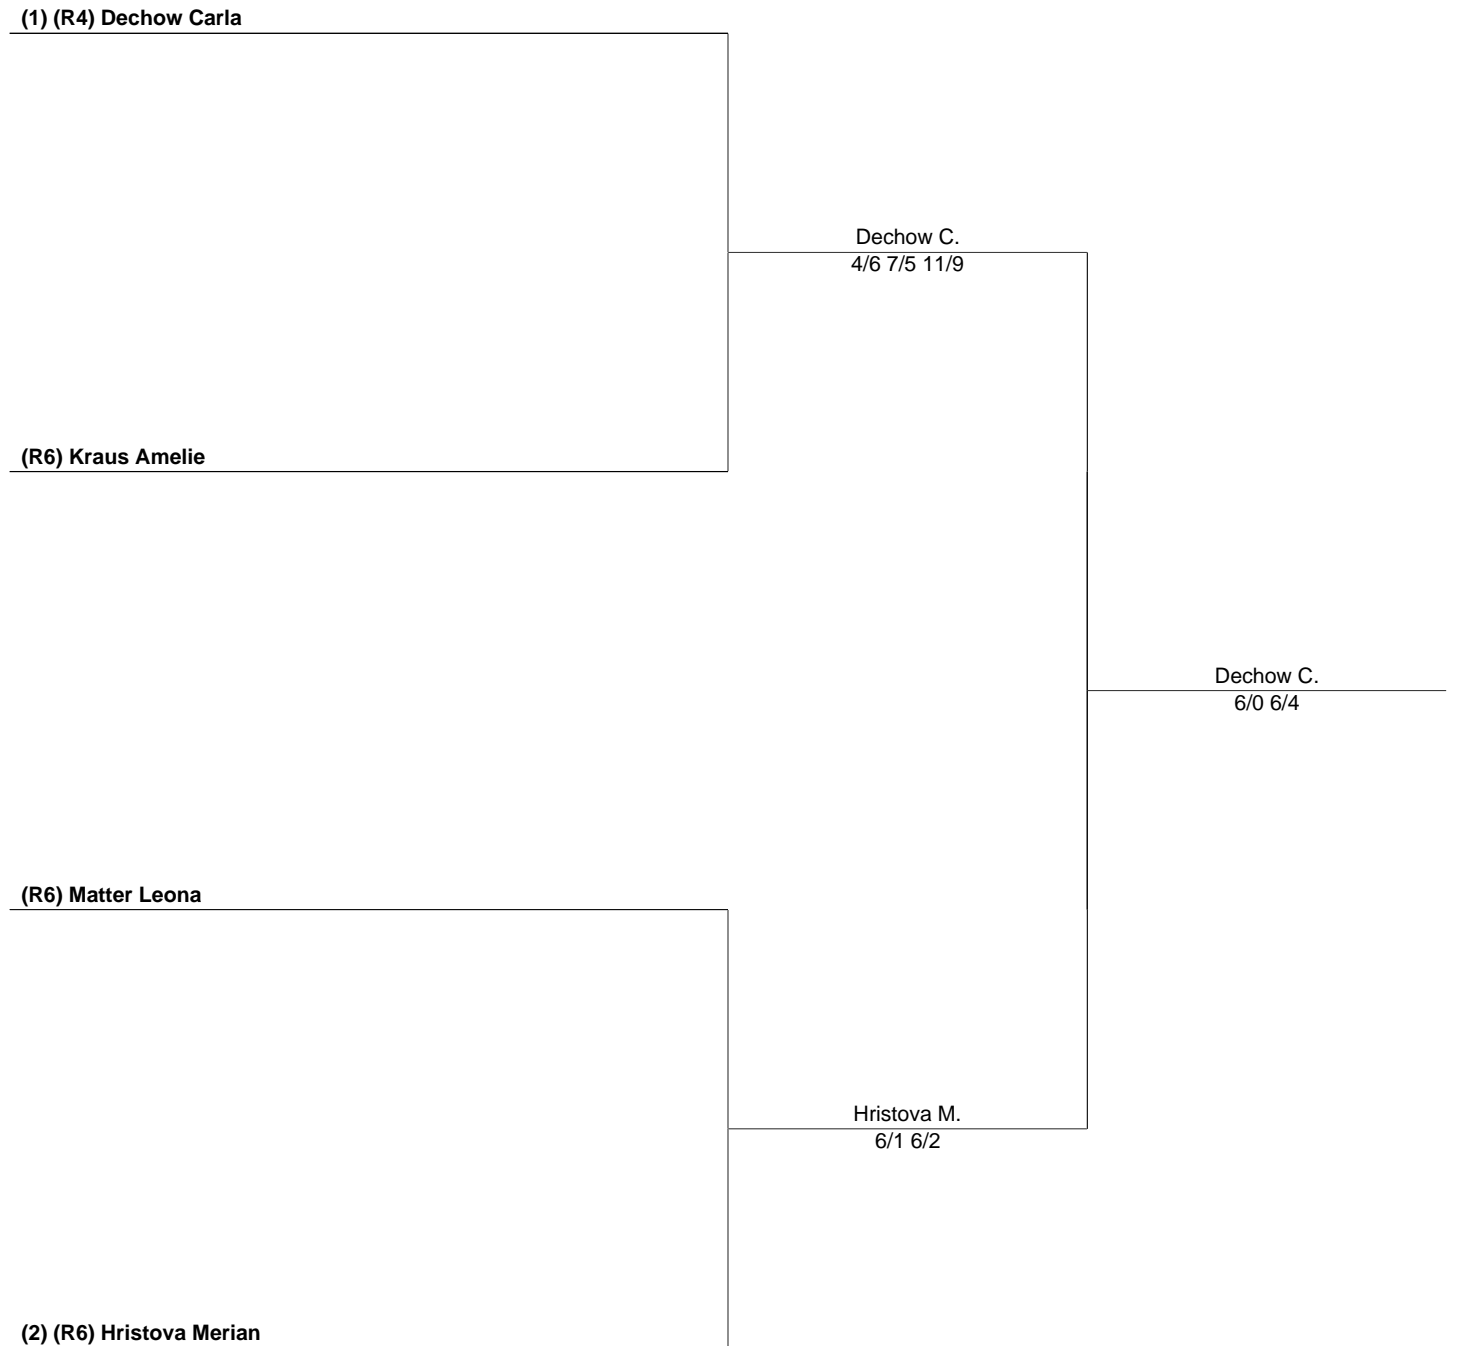 (1) (R4) Dechow Carla
Dechow C.
4/6 7/5 11/9
(R6) Kraus Amelie
Dechow C.
6/0 6/4
(R6) Matter Leona
Hristova M.
6/1 6/2
(2) (R6) Hristova Merian